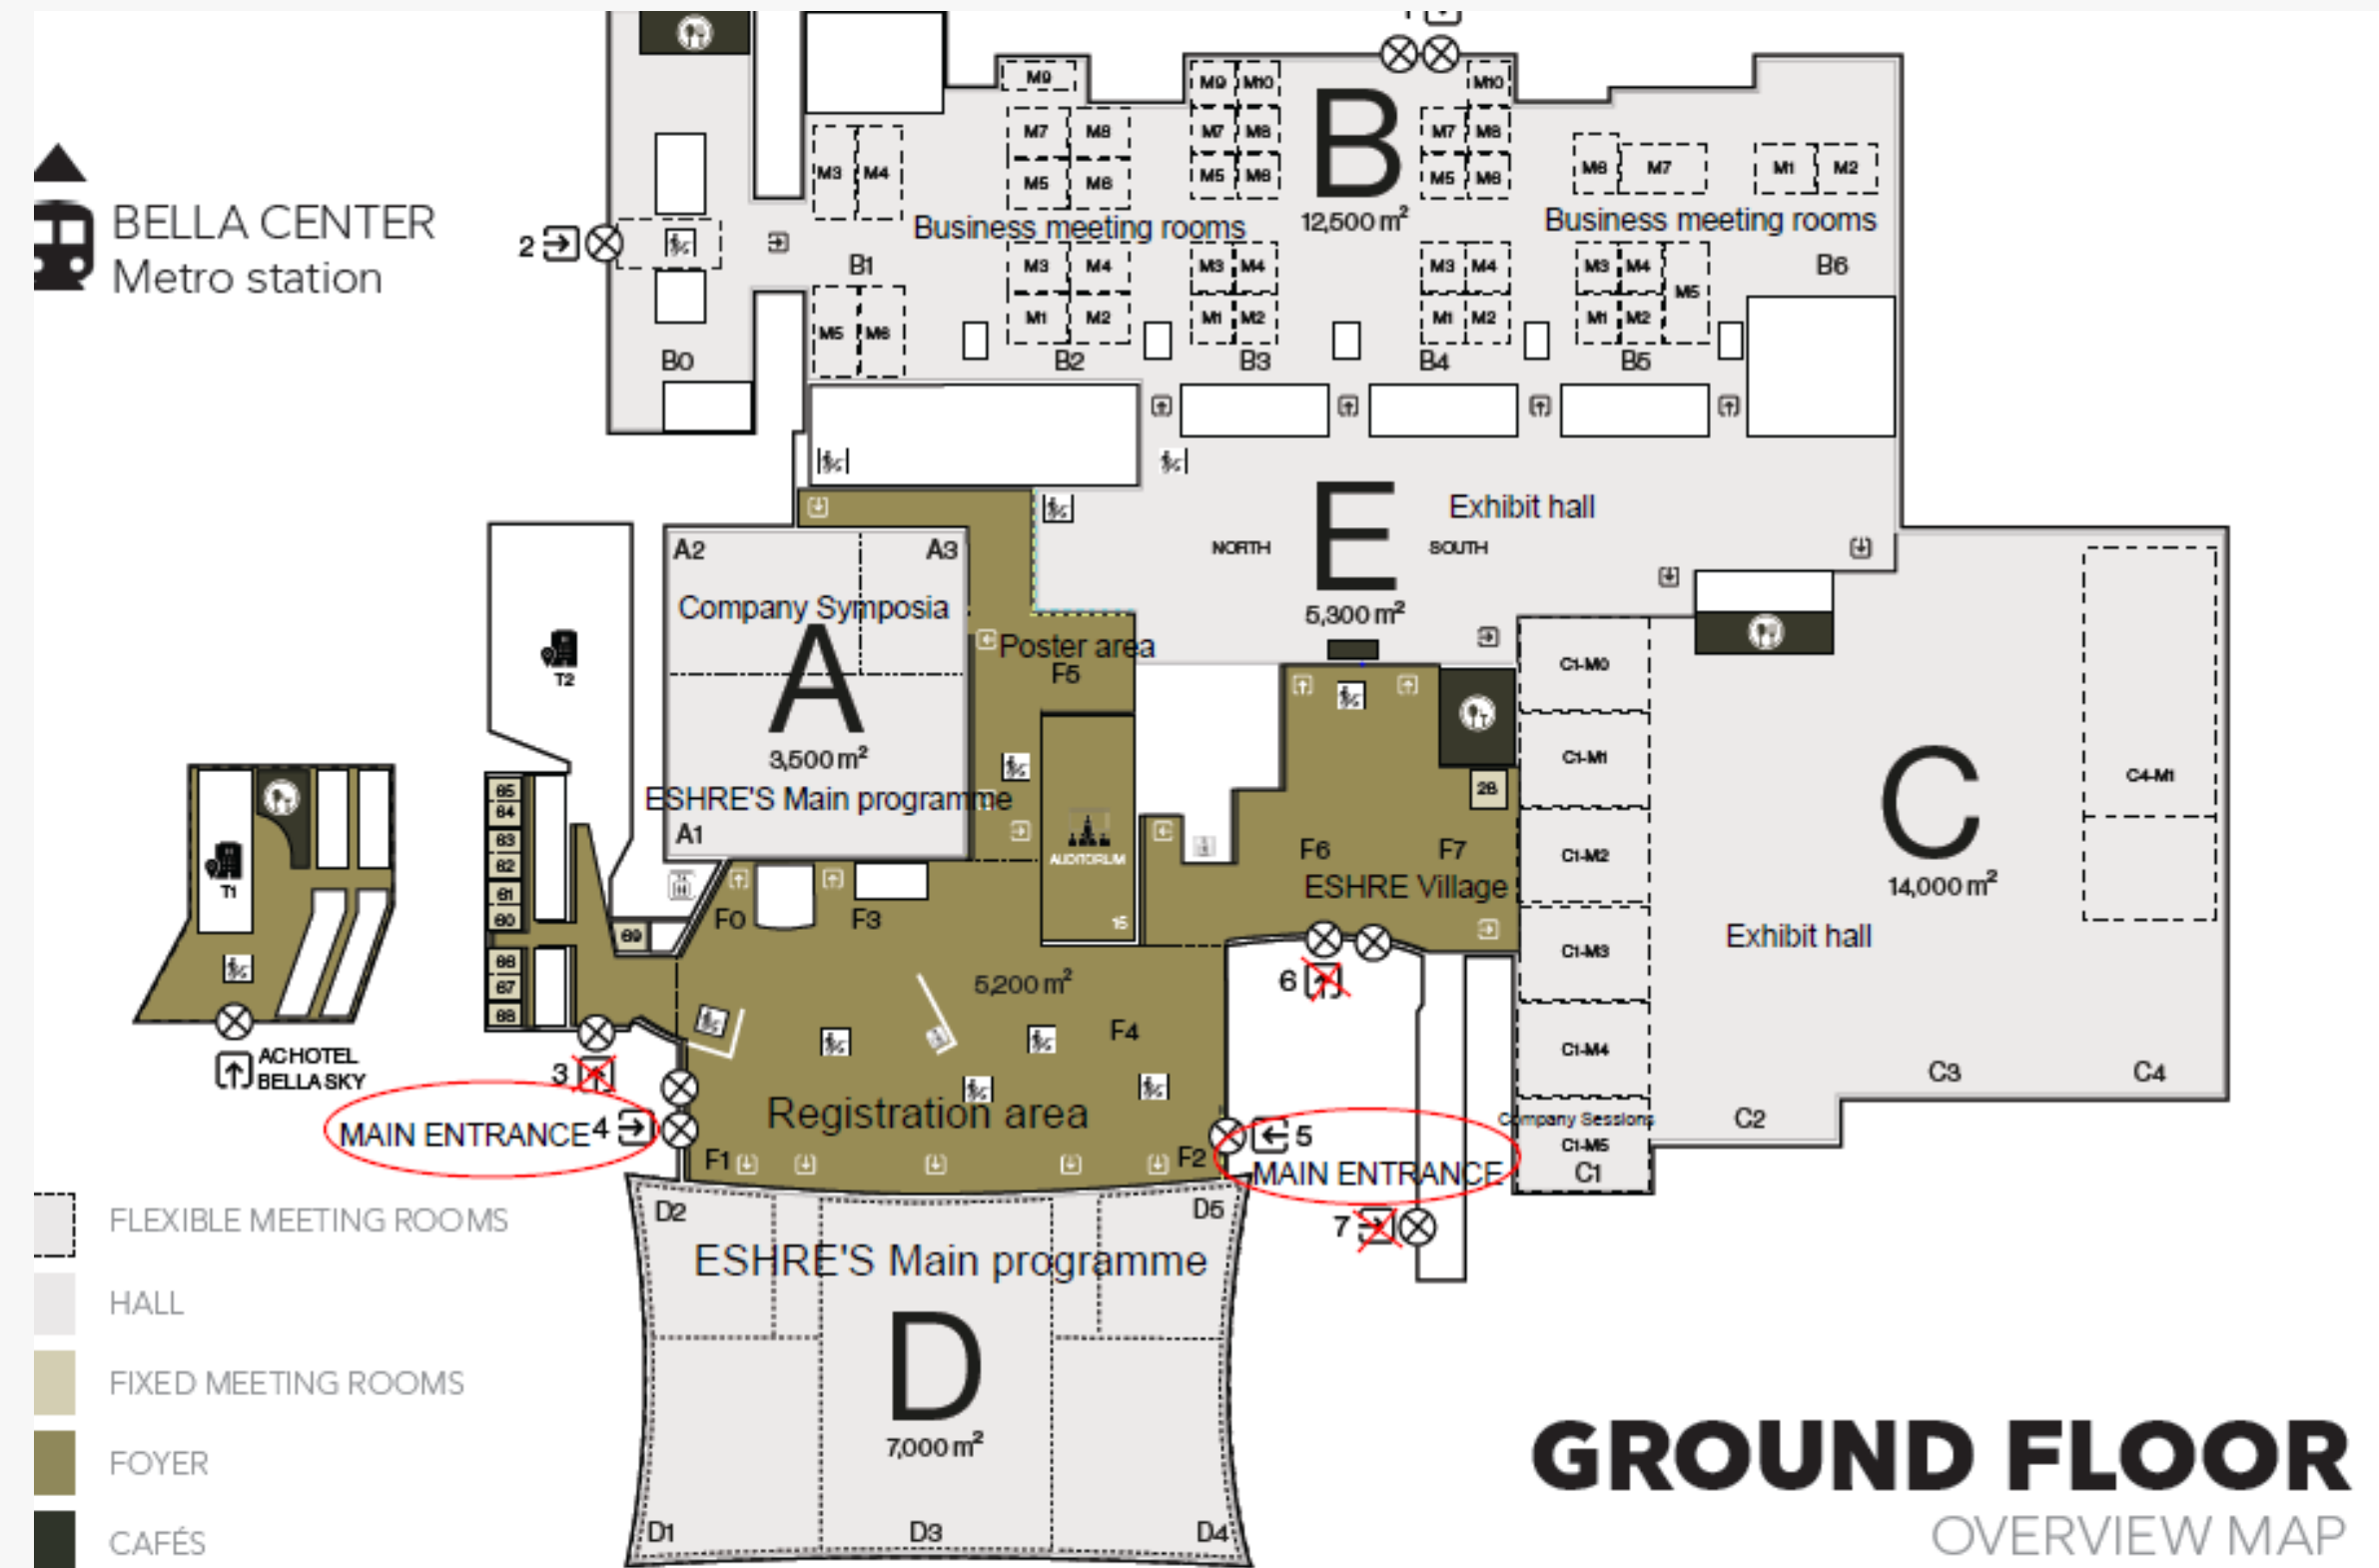 BELLA CENTER
Metro station
2
M9
M9 M10
M10
M7 M8
M7 M8
M7 M8
M5 M6
M5 M6
M5 M6
M3 M4
M6 M7
M1 M2
B
12,500 m²
Business meeting rooms
Business meeting rooms
B1
M3 M4
M3 M4
M3 M4
M3 M4
M5
B6
M5 M6
M1 M2
M1 M2
M1 M2
M1 M2
B0
B2
B3
B4
B5
E
Exhibit hall
NORTH
SOUTH
5,300 m²
A2
A3
Company Symposia
A
3,500 m²
ESHRE'S Main programme
A1
Poster area
F5
T2
T1
65
64
63
62
61
60
66
67
68
69
AUDITORIUM
15
28
F6
F7
ESHRE Village
C1-M0
C1-M1
C1-M2
C1-M3
C1-M4
Company Sessions
C1-M5
C1
C
14,000 m²
C4-M1
Exhibit hall
C2
C3
C4
F0
F3
5,200 m²
F4
6
AC HOTEL
BELLA SKY
3
MAIN ENTRANCE 4
Registration area
5
MAIN ENTRANCE
F1
F2
7
D2
D5
ESHRE'S Main programme
D
7,000 m²
D1
D3
D4
FLEXIBLE MEETING ROOMS
HALL
FIXED MEETING ROOMS
FOYER
CAFÉS
GROUND FLOOR
OVERVIEW MAP